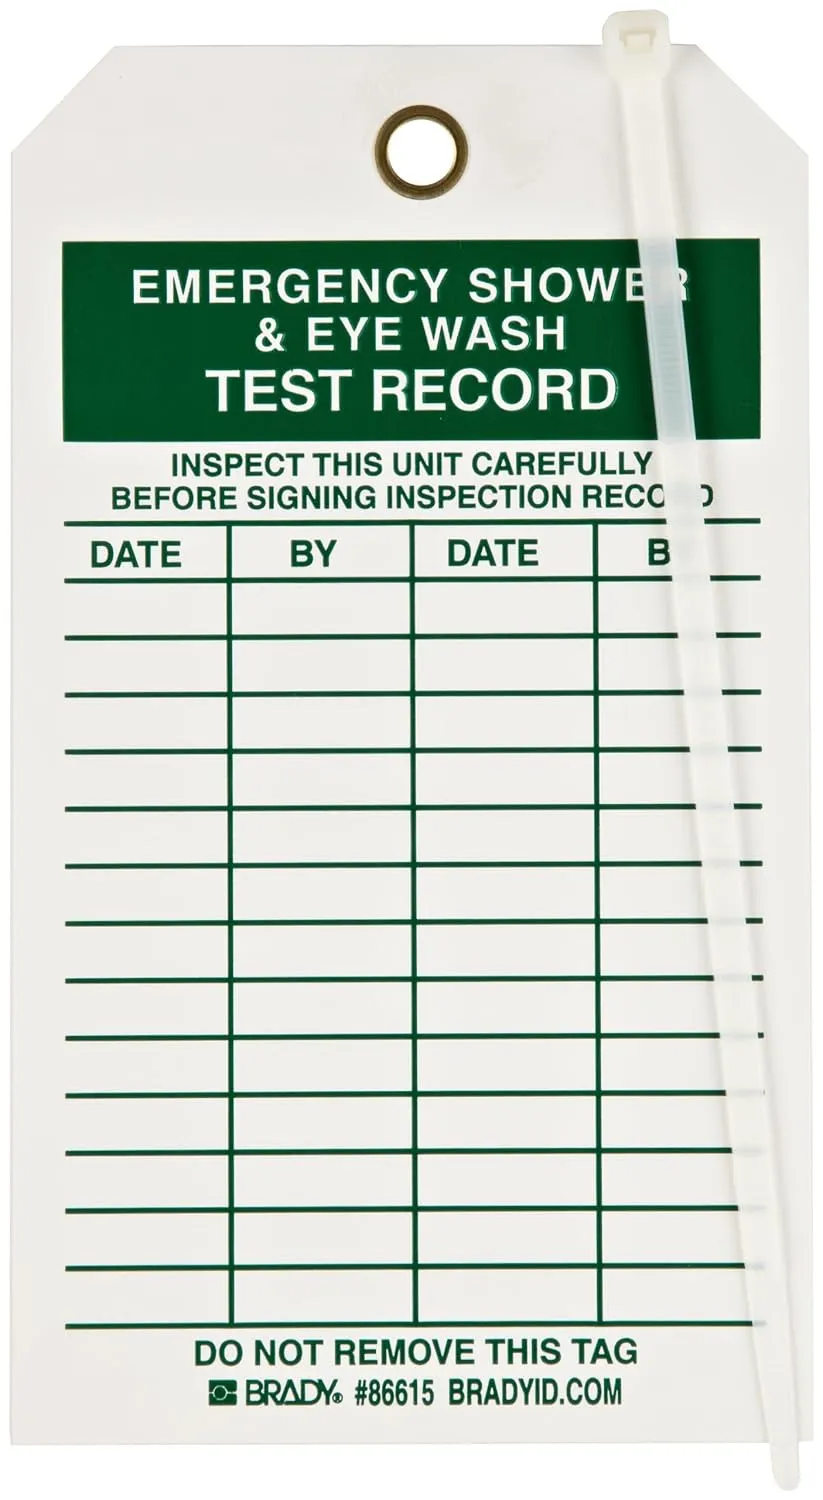 EMERGENCY SHOWER
& EYE WASH
TEST RECORD
INSPECT THIS UNIT CAREFULLY
BEFORE SIGNING INSPECTION RECORD
DATE BY DATE B
DO NOT REMOVE THIS TAG
BRADY® #86615 BRADYID.COM